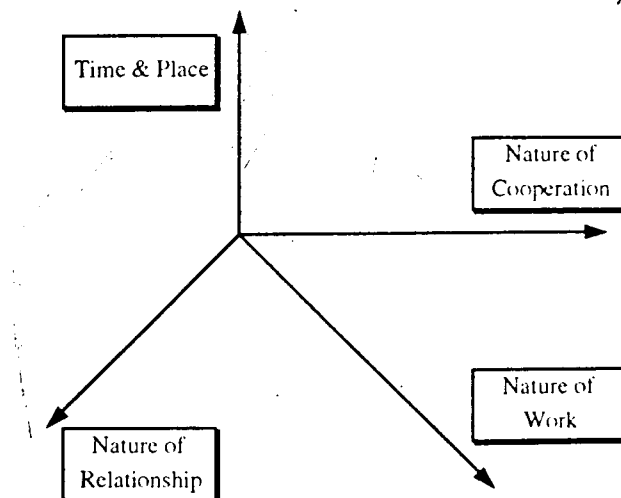 Time & Place
Nature of
Cooperation
Nature of
Work
Nature of
Relationship